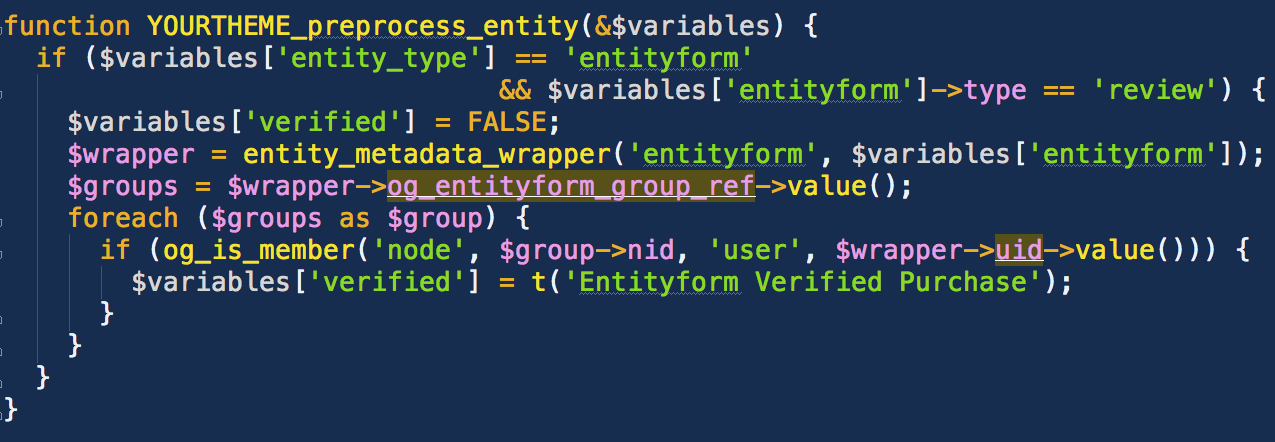 function YOURTHEME_preprocess_entity(&$variables) {
  if ($variables['entity_type'] == 'entityform'
                               && $variables['entityform']->type == 'review') {
    $variables['verified'] = FALSE;
    $wrapper = entity_metadata_wrapper('entityform', $variables['entityform']);
    $groups = $wrapper->og_entityform_group_ref->value();
    foreach ($groups as $group) {
      if (og_is_member('node', $group->nid, 'user', $wrapper->uid->value())) {
        $variables['verified'] = t('Entityform Verified Purchase');
      }
    }
  }
}